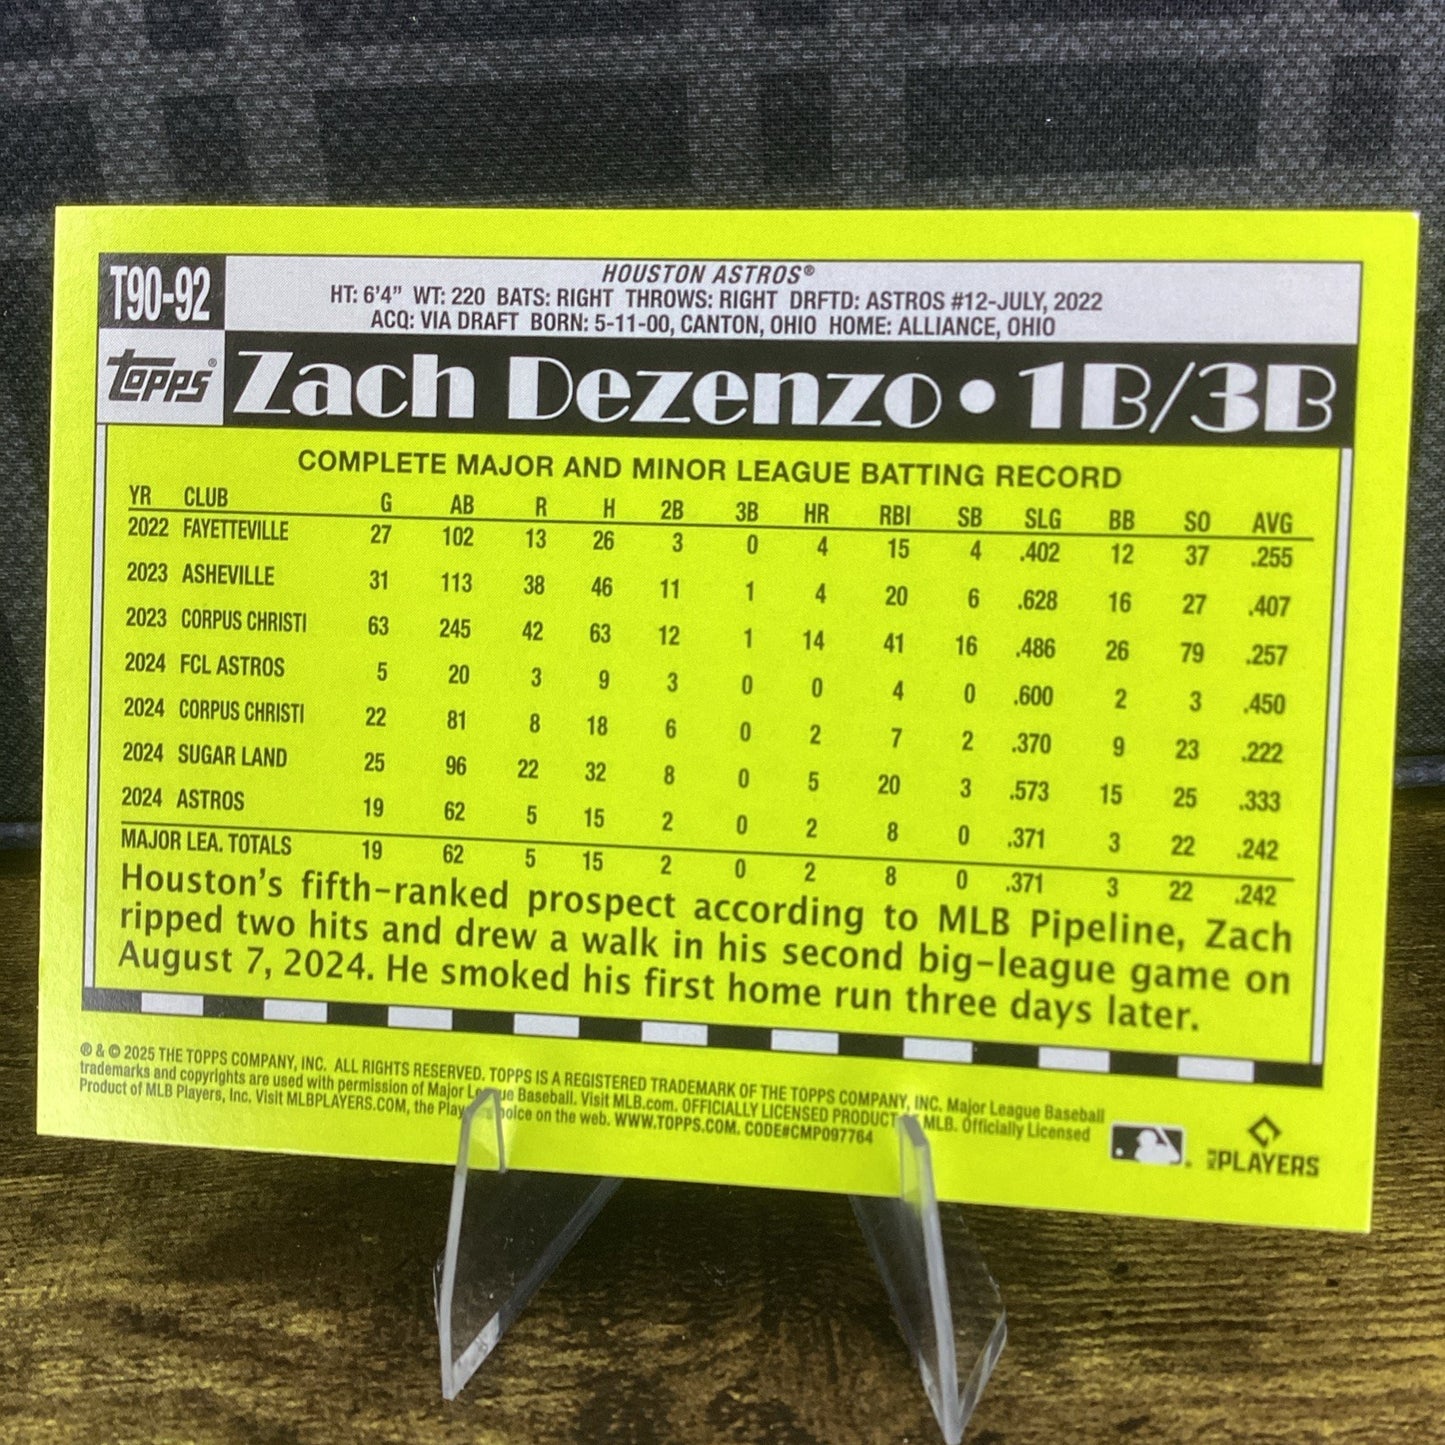 T90-92
HOUSTON ASTROS®
HT: 6'4" WT: 220 BATS: RIGHT THROWS: RIGHT DRFTD: ASTROS #12-JULY, 2022
ACQ: VIA DRAFT BORN: 5-11-00, CANTON, OHIO HOME: ALLIANCE, OHIO
Topps®
Zach Dezenzo • 1B/3B
COMPLETE MAJOR AND MINOR LEAGUE BATTING RECORD
YR CLUB G AB R H 2B 3B HR RBI SB SLG BB SO AVG
2022 FAYETTEVILLE 27 102 13 26 3 0 4 15 4 .402 12 37 .255
2023 ASHEVILLE 31 113 38 46 11 1 4 20 6 .628 16 27 .407
2023 CORPUS CHRISTI 63 245 42 63 12 1 14 41 16 .486 26 79 .257
2024 FCL ASTROS 5 20 3 9 3 0 0 4 0 .600 2 3 .450
2024 CORPUS CHRISTI 22 81 8 18 6 0 2 7 2 .370 9 23 .222
2024 SUGAR LAND 25 96 22 32 8 0 5 20 3 .573 15 25 .333
2024 ASTROS 19 62 5 15 2 0 2 8 0 .371 3 22 .242
MAJOR LEA. TOTALS 19 62 5 15 2 0 2 8 0 .371 3 22 .242
Houston's fifth-ranked prospect according to MLB Pipeline, Zach
ripped two hits and drew a walk in his second big-league game on
August 7, 2024. He smoked his first home run three days later.
® & © 2025 THE TOPPS COMPANY, INC. ALL RIGHTS RESERVED. TOPPS IS A REGISTERED TRADEMARK OF THE TOPPS COMPANY, INC. Major League Baseball
trademarks and copyrights are used with permission of Major League Baseball. Visit MLB.com. OFFICIALLY LICENSED PRODUCT OF MLB. Officially Licensed
Product of MLB Players, Inc. Visit MLBPLAYERS.COM, the Players choice on the web. WWW.TOPPS.COM. CODE#CMP097764
PLAYERS